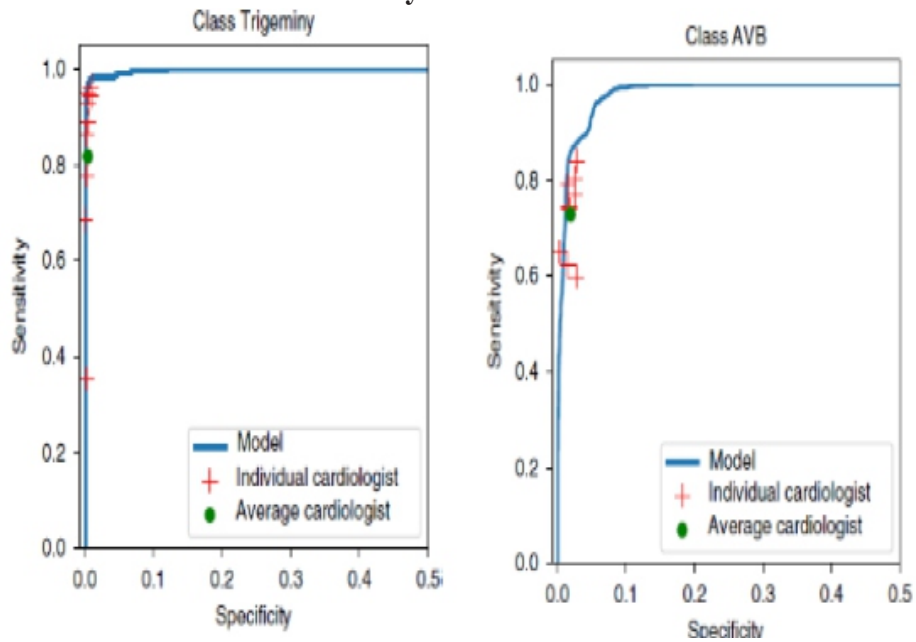 Class Trigeminy
1.0
0.8
0.6
0.4
0.2
0.0
Sensitivity
Model
Individual cardiologist
Average cardiologist
0.0 0.1 0.2 0.3 0.4 0.5
Specificity
Class AVB
1.0
0.8
0.6
0.4
0.2
0.0
Sensitivity
Model
Individual cardiologist
Average cardiologist
0.0 0.1 0.2 0.3 0.4 0.5
Specificity